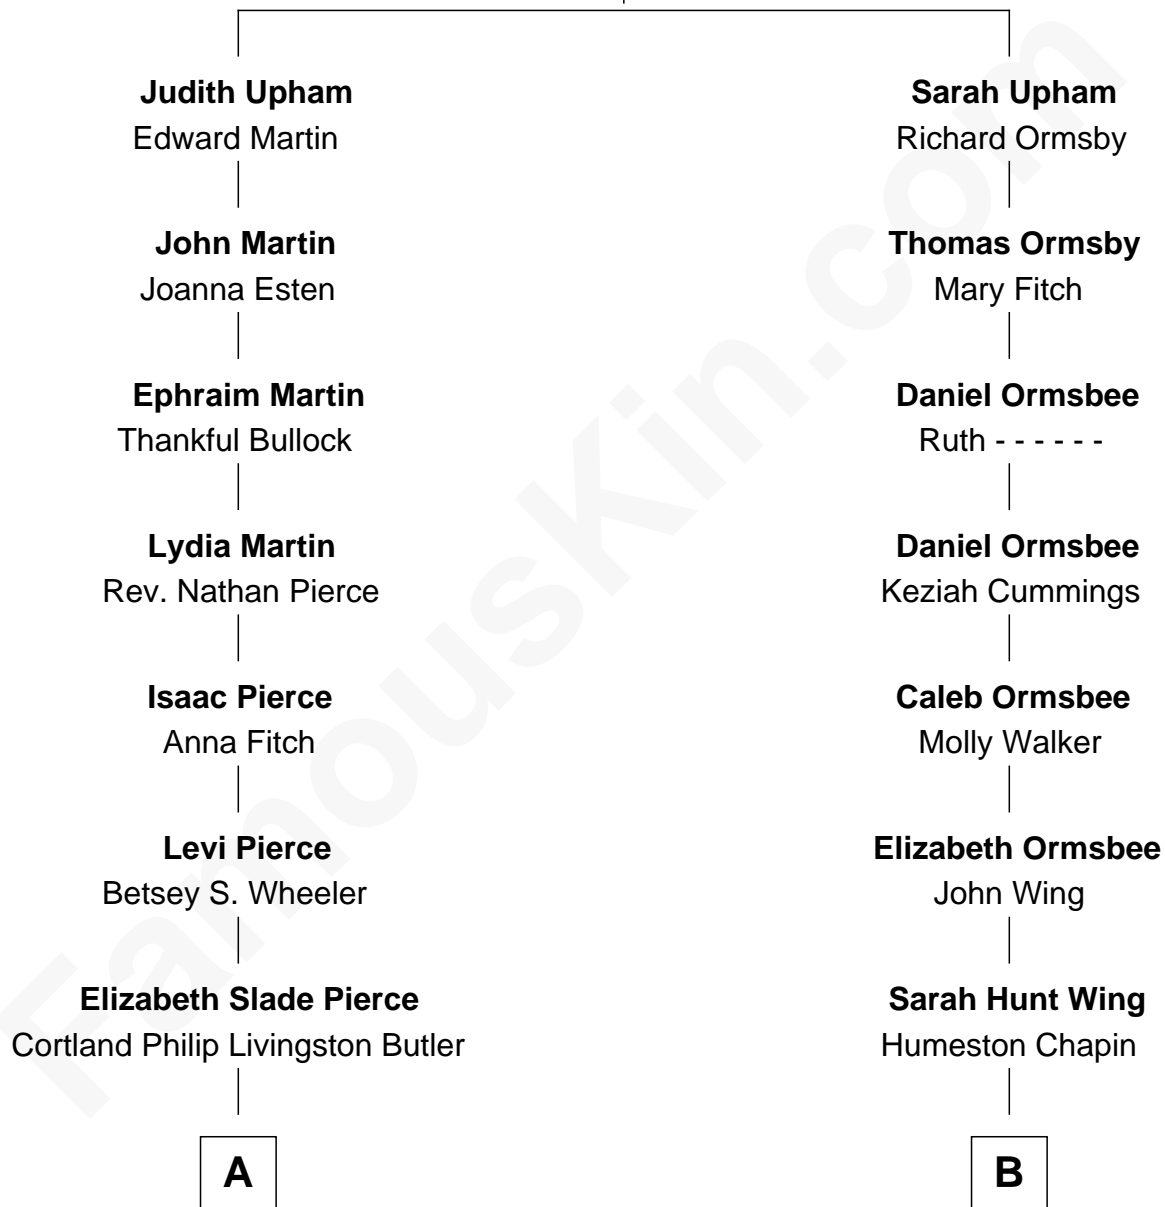 Judith Upham
Edward Martin
Sarah Upham
Richard Ormsby
John Martin
Joanna Esten
Thomas Ormsby
Mary Fitch
Ephraim Martin
Thankful Bullock
Daniel Ormsbee
Ruth - - - - - -
Lydia Martin
Rev. Nathan Pierce
Daniel Ormsbee
Keziah Cummings
Isaac Pierce
Anna Fitch
Caleb Ormsbee
Molly Walker
Levi Pierce
Betsey S. Wheeler
Elizabeth Ormsbee
John Wing
Elizabeth Slade Pierce
Cortland Philip Livingston Butler
Sarah Hunt Wing
Humeston Chapin
A
B
FamousKin.com